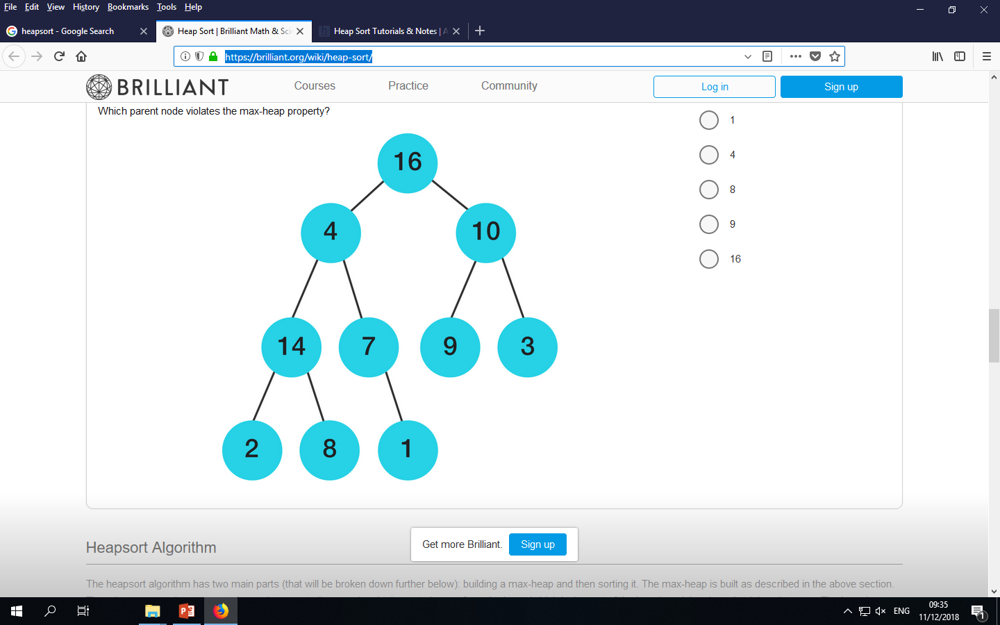 File Edit View History Bookmarks Tools Help
heapsort - Google Search
Heap Sort | Brilliant Math & Sci
Heap Sort Tutorials & Notes | A
https://brilliant.org/wiki/heap-sort/
BRILLIANT
Courses
Practice
Community
Log in
Sign up
Which parent node violates the max-heap property?
16
4 10
14 7 9 3
2 8 1
1
4
8
9
16
Get more Brilliant. Sign up
Heapsort Algorithm
The heapsort algorithm has two main parts (that will be broken down further below): building a max-heap and then sorting it. The max-heap is built as described in the above section.
ENG
09:35
11/12/2018
1